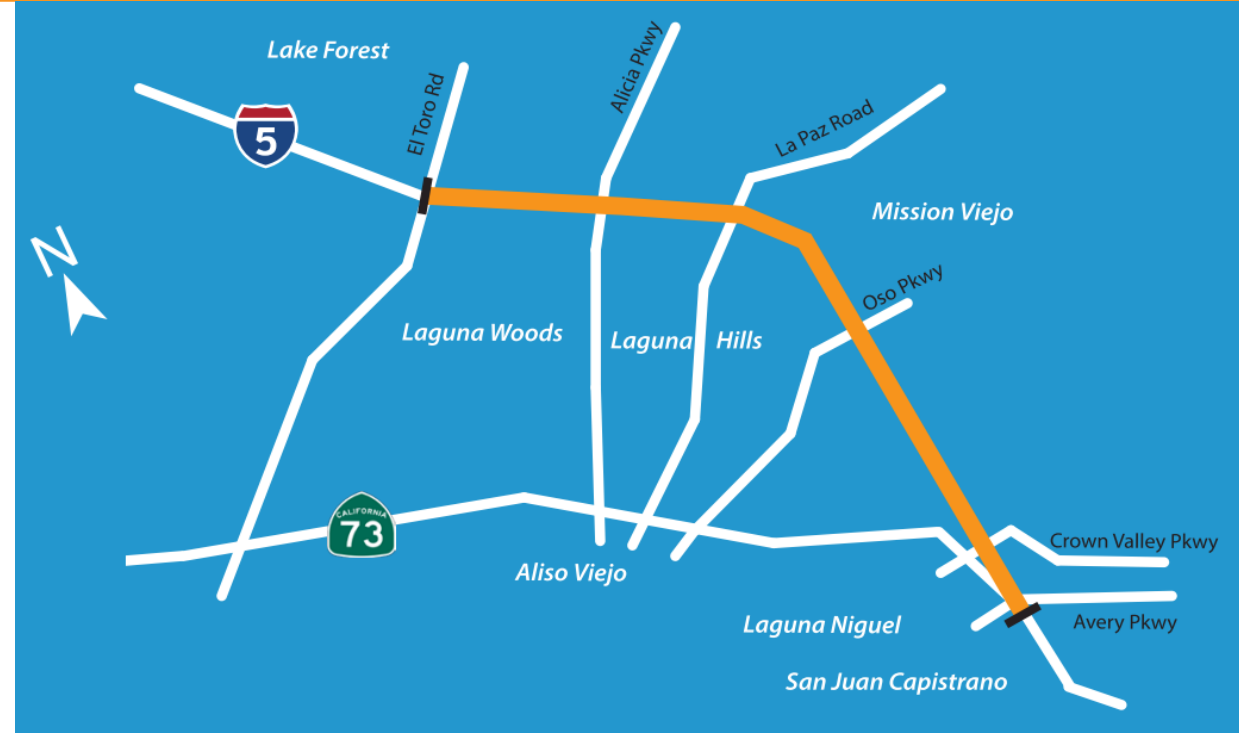 Lake Forest
5
El Toro Rd
Alicia Pkwy
La Paz Road
Mission Viejo
N
Oso Pkwy
Laguna Woods
Laguna Hills
CALIFORNIA
73
Crown Valley Pkwy
Aliso Viejo
Laguna Niguel
Avery Pkwy
San Juan Capistrano